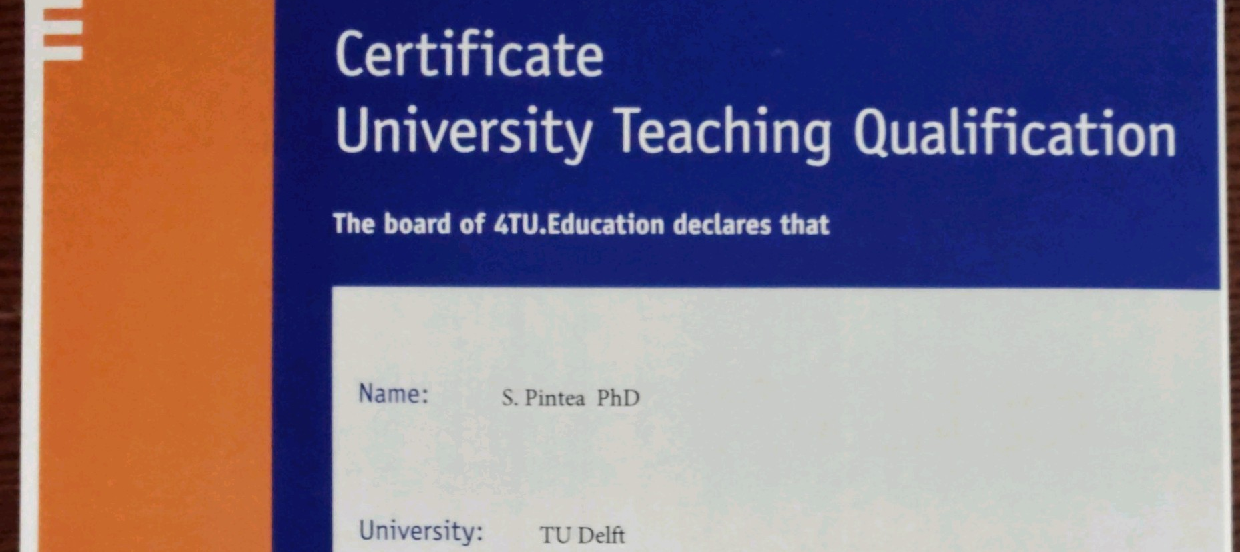 Certificate
University Teaching Qualification
The board of 4TU.Education declares that
Name: S. Pintea PhD
University: TU Delft